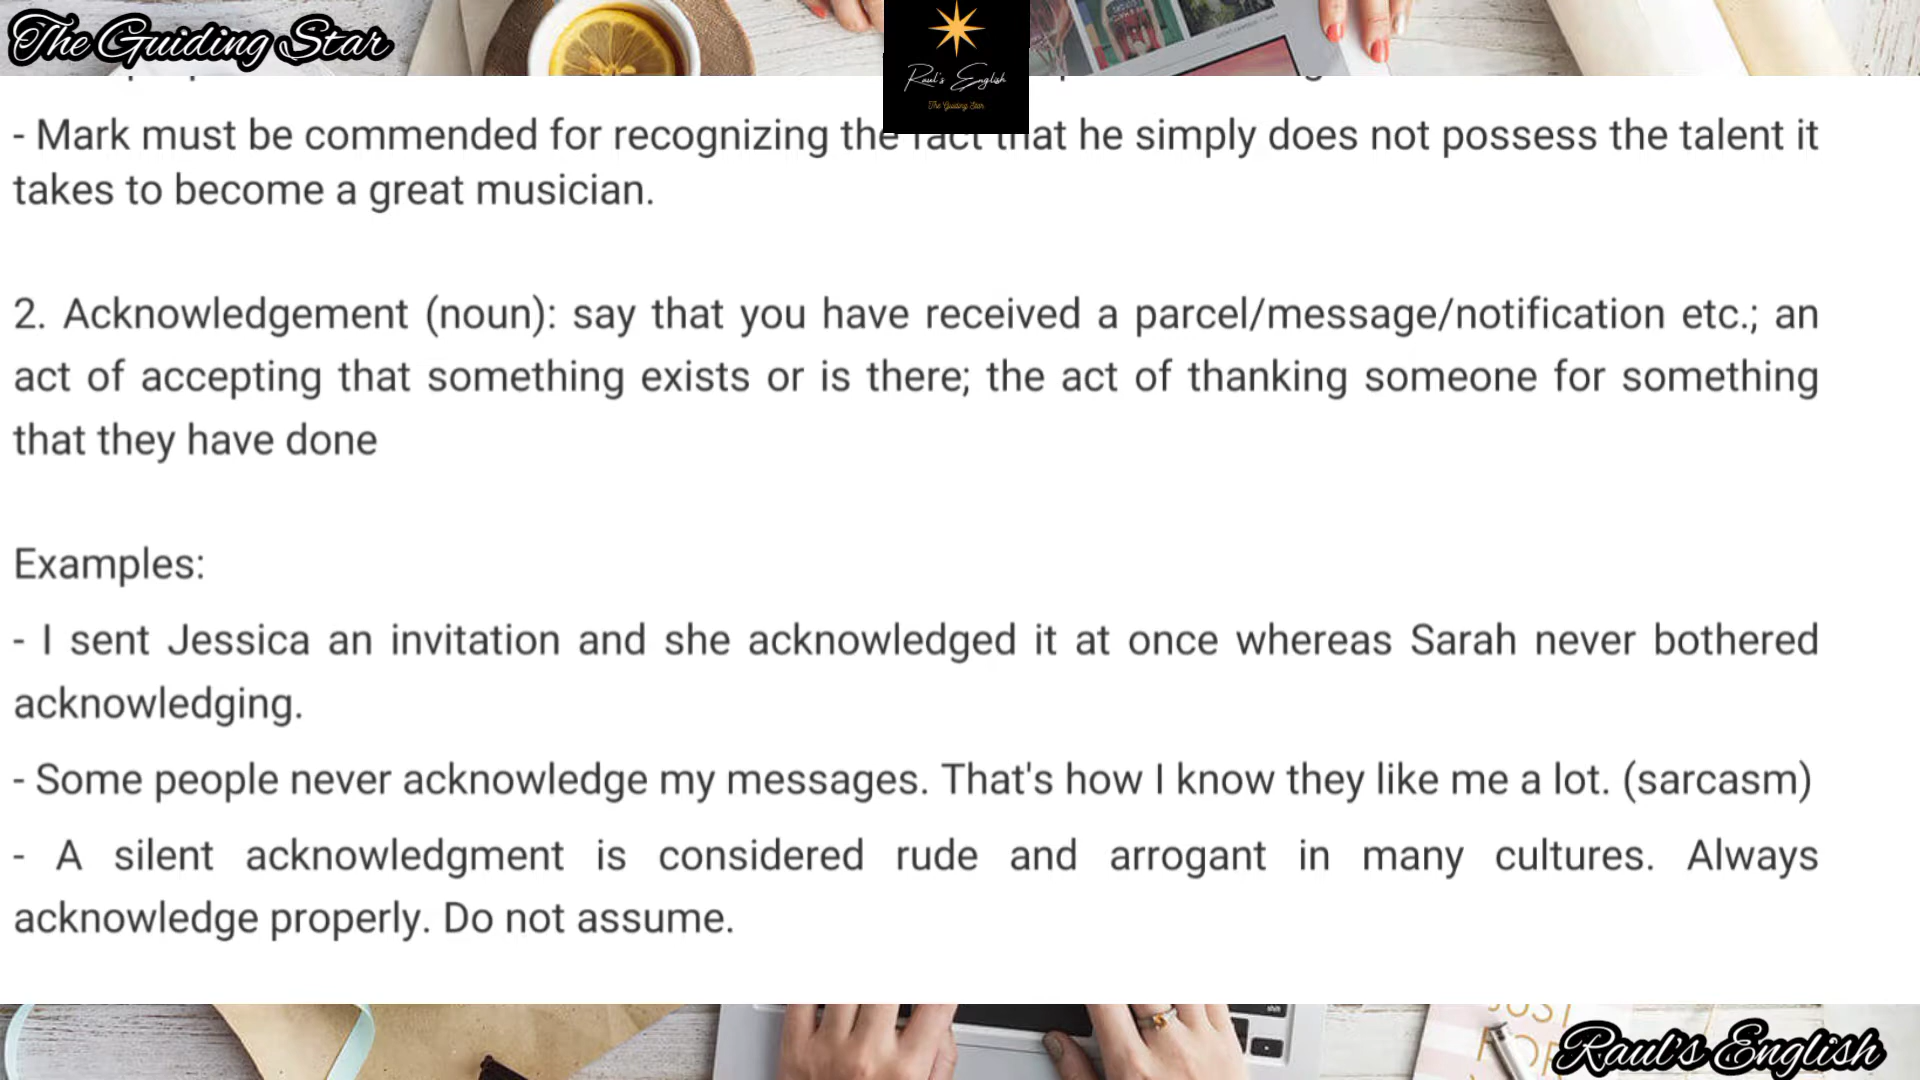 The Guiding Star
Raul's English
The Guiding Star
- Mark must be commended for recognizing the fact that he simply does not possess the talent it
takes to become a great musician.
2. Acknowledgement (noun): say that you have received a parcel/message/notification etc.; an
act of accepting that something exists or is there; the act of thanking someone for something
that they have done
Examples:
- I sent Jessica an invitation and she acknowledged it at once whereas Sarah never bothered
acknowledging.
- Some people never acknowledge my messages. That's how I know they like me a lot. (sarcasm)
- A silent acknowledgment is considered rude and arrogant in many cultures. Always
acknowledge properly. Do not assume.
shift
JUST
FOR
Raul's English